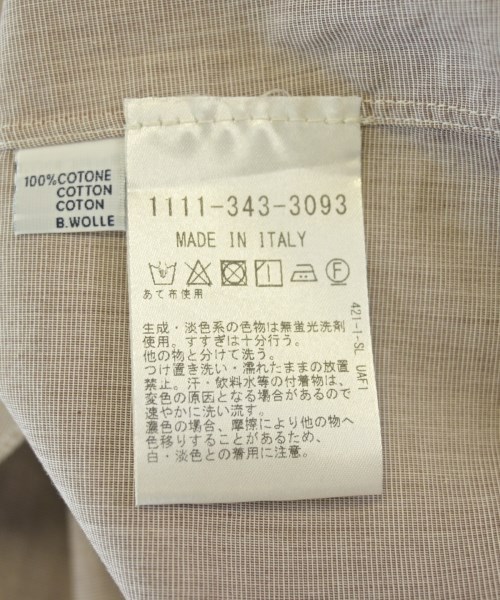 100%COTONE
COTTON
COTON
B.WOLLE
1111-343-3093
MADE IN ITALY
F
あて布使用
生成・淡色系の色物は無蛍光洗剤
使用。すすぎは十分行う。
他の物と分けて洗う。
つけ置き洗い・濡れたままの放置
禁止。汗・飲料水等の付着物は、
変色の原因となる場合があるので
速やかに洗い流す。
濃色の場合、摩擦により他の物へ
色移りすることがあるため、
白・淡色との着用に注意。
421-1-SL UAF1